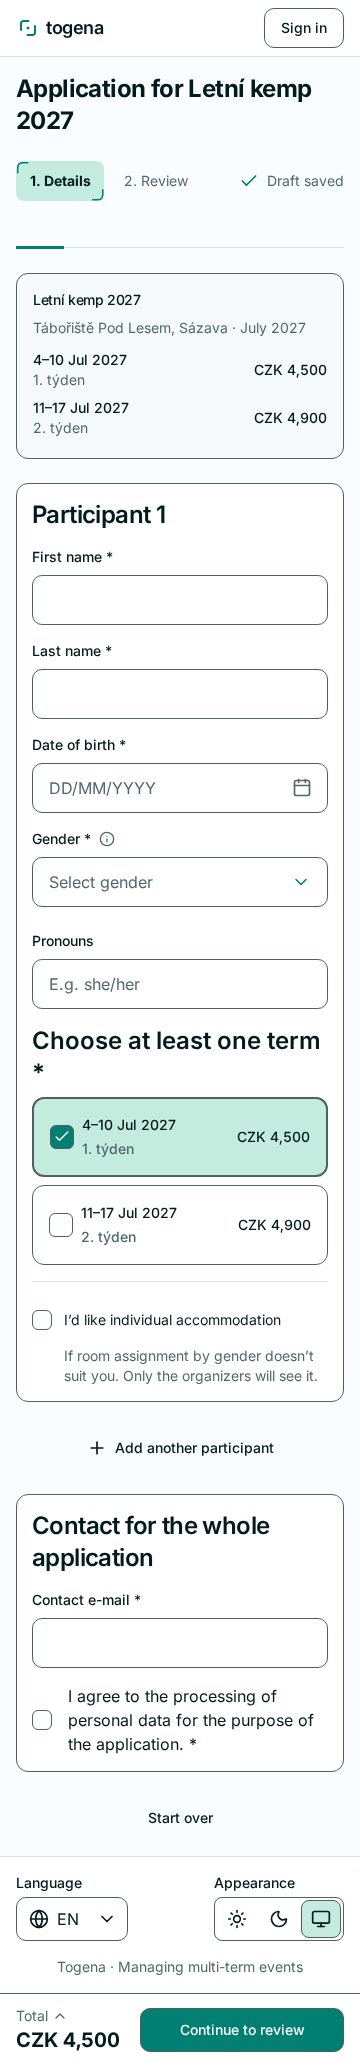 togena
Sign in
Application for Letní kemp
2027
1. Details
2. Review
Draft saved
Letní kemp 2027
Tábořiště Pod Lesem, Sázava · July 2027
4–10 Jul 2027
1. týden
CZK 4,500
11–17 Jul 2027
2. týden
CZK 4,900
Participant 1
First name *
Last name *
Date of birth *
DD/MM/YYYY
Gender *
Select gender
Pronouns
E.g. she/her
Choose at least one term
*
4–10 Jul 2027
1. týden
CZK 4,500
11–17 Jul 2027
2. týden
CZK 4,900
I’d like individual accommodation
If room assignment by gender doesn’t
suit you. Only the organizers will see it.
Add another participant
Contact for the whole
application
Contact e-mail *
I agree to the processing of
personal data for the purpose of
the application. *
Start over
Language
Appearance
EN
Togena · Managing multi-term events
Total
CZK 4,500
Continue to review